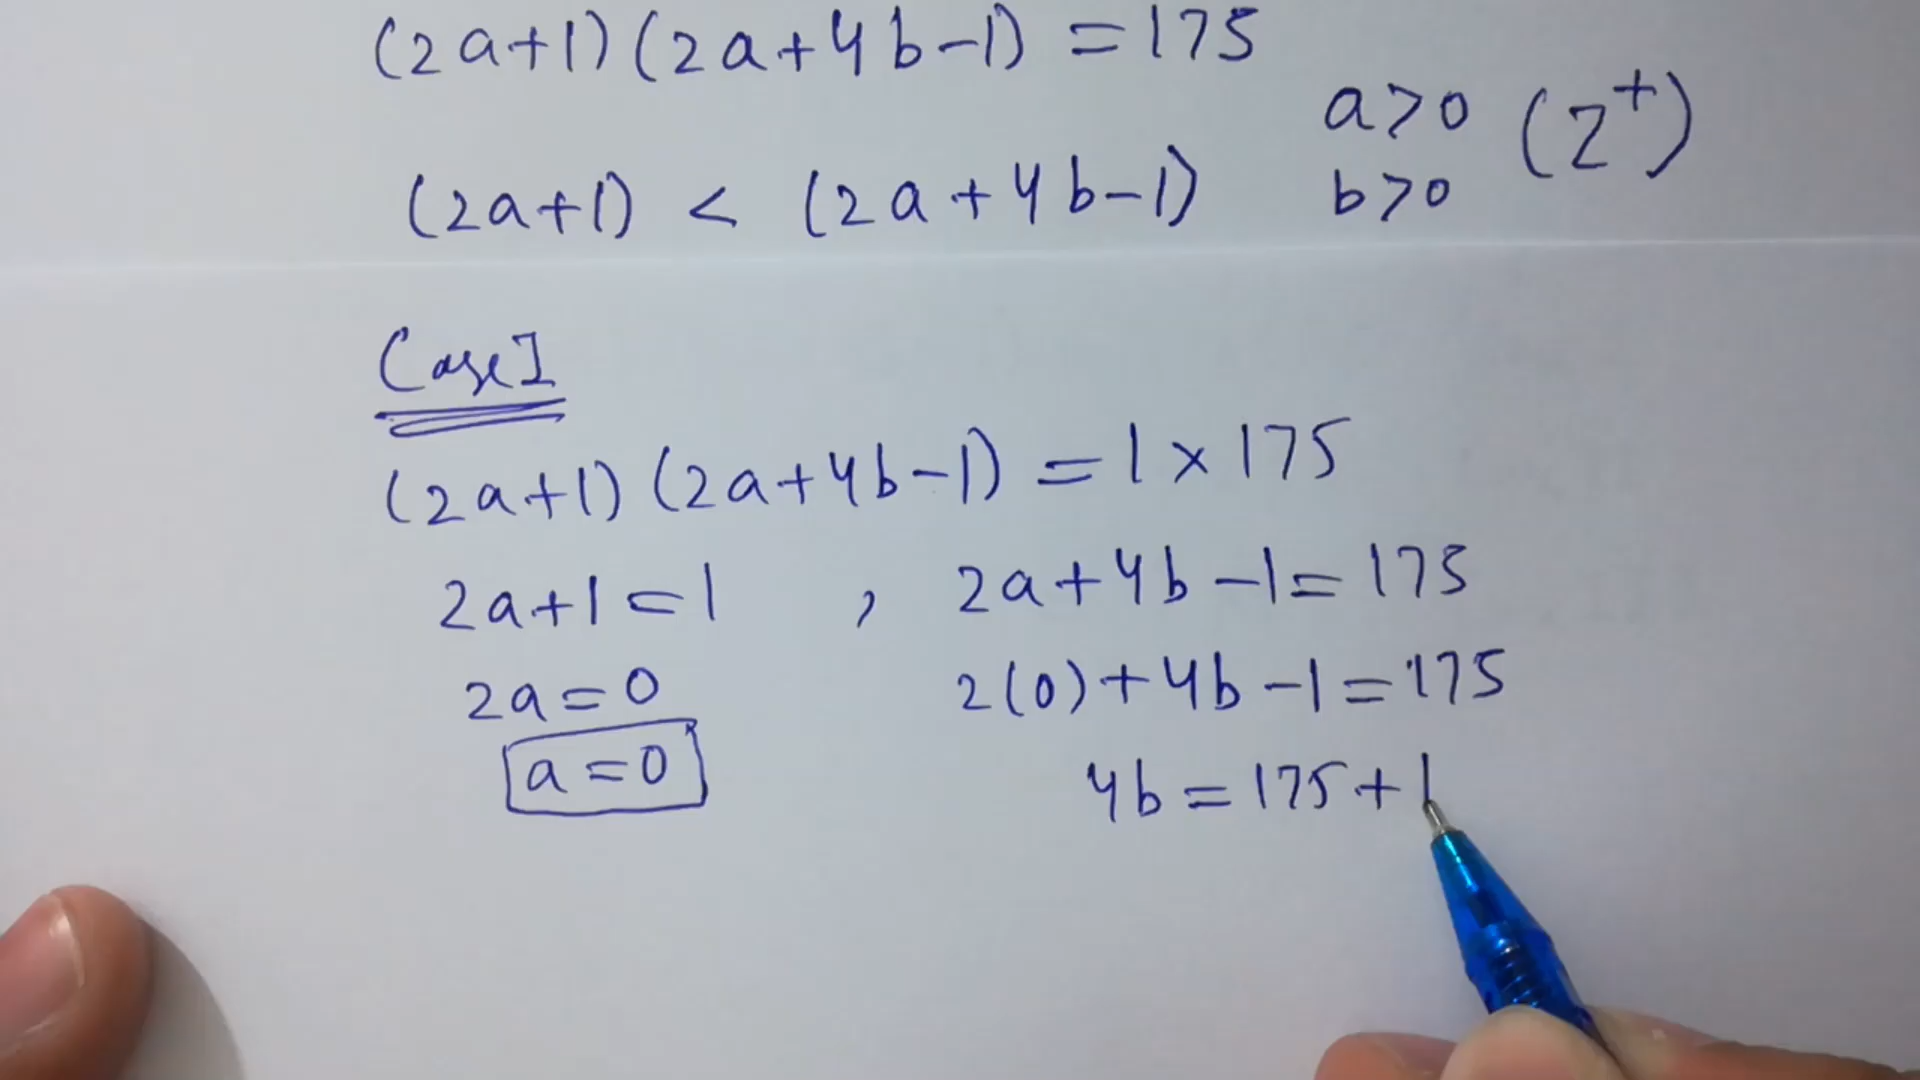 (2a+1)(2a+4b-1) = 175
a>0 (Z⁺)
(2a+1) < (2a+4b-1) b>0
Case I
(2a+1)(2a+4b-1) = 1 × 175
2a+1 = 1 , 2a+4b-1 = 175
2a = 0 2(0)+4b-1 = 175
a = 0 4b = 175+1